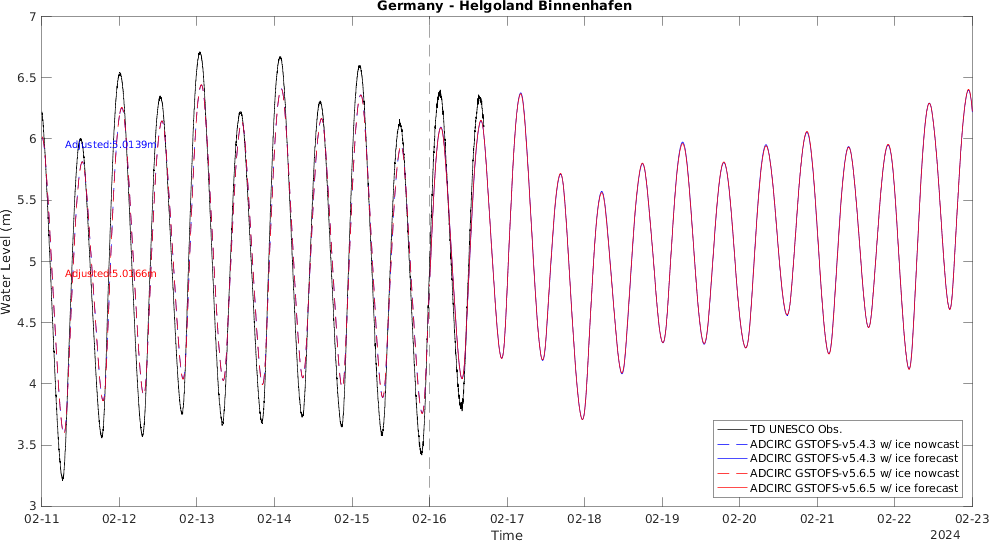 Germany - Helgoland Binnenhafen
7
6.5
6
5.5
5
4.5
4
3.5
3
Water Level (m)
Adjusted:5.0139m
Adjusted:5.0166m
TD UNESCO Obs.
ADCIRC GSTOFS-v5.4.3 w/ ice nowcast
ADCIRC GSTOFS-v5.4.3 w/ ice forecast
ADCIRC GSTOFS-v5.6.5 w/ ice nowcast
ADCIRC GSTOFS-v5.6.5 w/ ice forecast
02-11 02-12 02-13 02-14 02-15 02-16 02-17 02-18 02-19 02-20 02-21 02-22 02-23
Time
2024